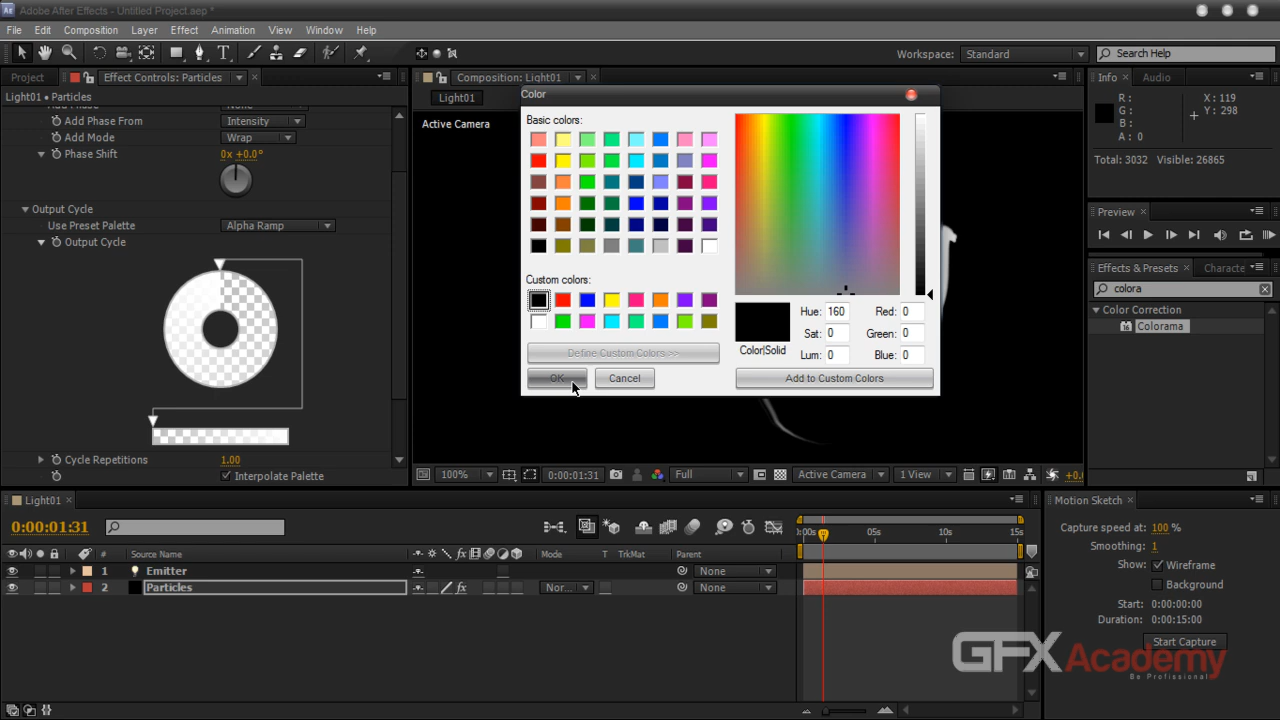 Ae Adobe After Effects - Untitled Project.aep *
File Edit Composition Layer Effect Animation View Window Help
Workspace: Standard Search Help
Project Effect Controls: Particles
Light01 • Particles
Add Phase From Intensity
Add Mode Wrap
Phase Shift 0x +0.0°
Output Cycle
Use Preset Palette Alpha Ramp
Output Cycle
Cycle Repetitions 1.00
Interpolate Palette
Composition: Light01
Light01
Active Camera
Color
Basic colors:
Custom colors:
Define Custom Colors >>
OK Cancel
Color|Solid
Hue: 160 Red: 0
Sat: 0 Green: 0
Lum: 0 Blue: 0
Add to Custom Colors
100% 0:00:01:31 Full Active Camera 1 View +0.0
Info Audio
R: X: 119
G: Y: 298
B:
A: 0
Total: 3032 Visible: 26865
Preview
Effects & Presets Characte
colora
Color Correction
Colorama
Light01
0:00:01:31
# Source Name fx Mode T TrkMat Parent
1 Emitter None
2 Particles fx Nor... None
:00s 05s 10s 15s
Motion Sketch
Capture speed at: 100 %
Smoothing: 1
Show: Wireframe
Background
Start: 0:00:00:00
Duration: 0:00:15:00
Start Capture
GFXAcademy
Be Profissional